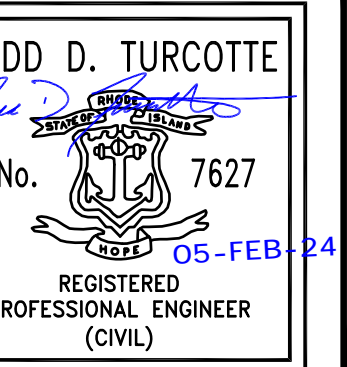 DD D. TURCOTTE
STATE OF RHODE ISLAND
No. 7627
HOPE
05-FEB-24
REGISTERED
ROFESSIONAL ENGINEER
(CIVIL)